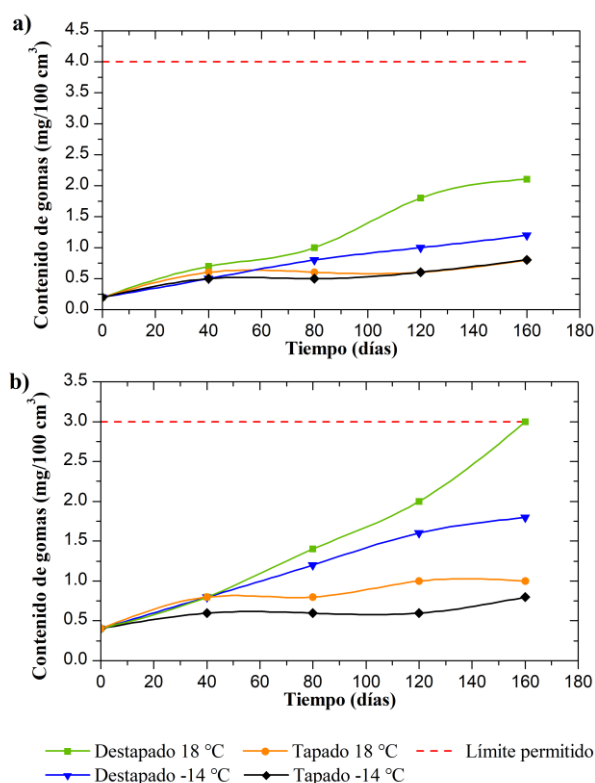 a)
Contenido de gomas (mg/100 cm³)
4.5
4.0
3.5
3.0
2.5
2.0
1.5
1.0
0.5
0.0
0 20 40 60 80 100 120 140 160 180
Tiempo (días)
b)
Contenido de gomas (mg/100 cm³)
3.5
3.0
2.5
2.0
1.5
1.0
0.5
0.0
0 20 40 60 80 100 120 140 160 180
Tiempo (días)
Destapado 18 °C Tapado 18 °C Límite permitido
Destapado -14 °C Tapado -14 °C